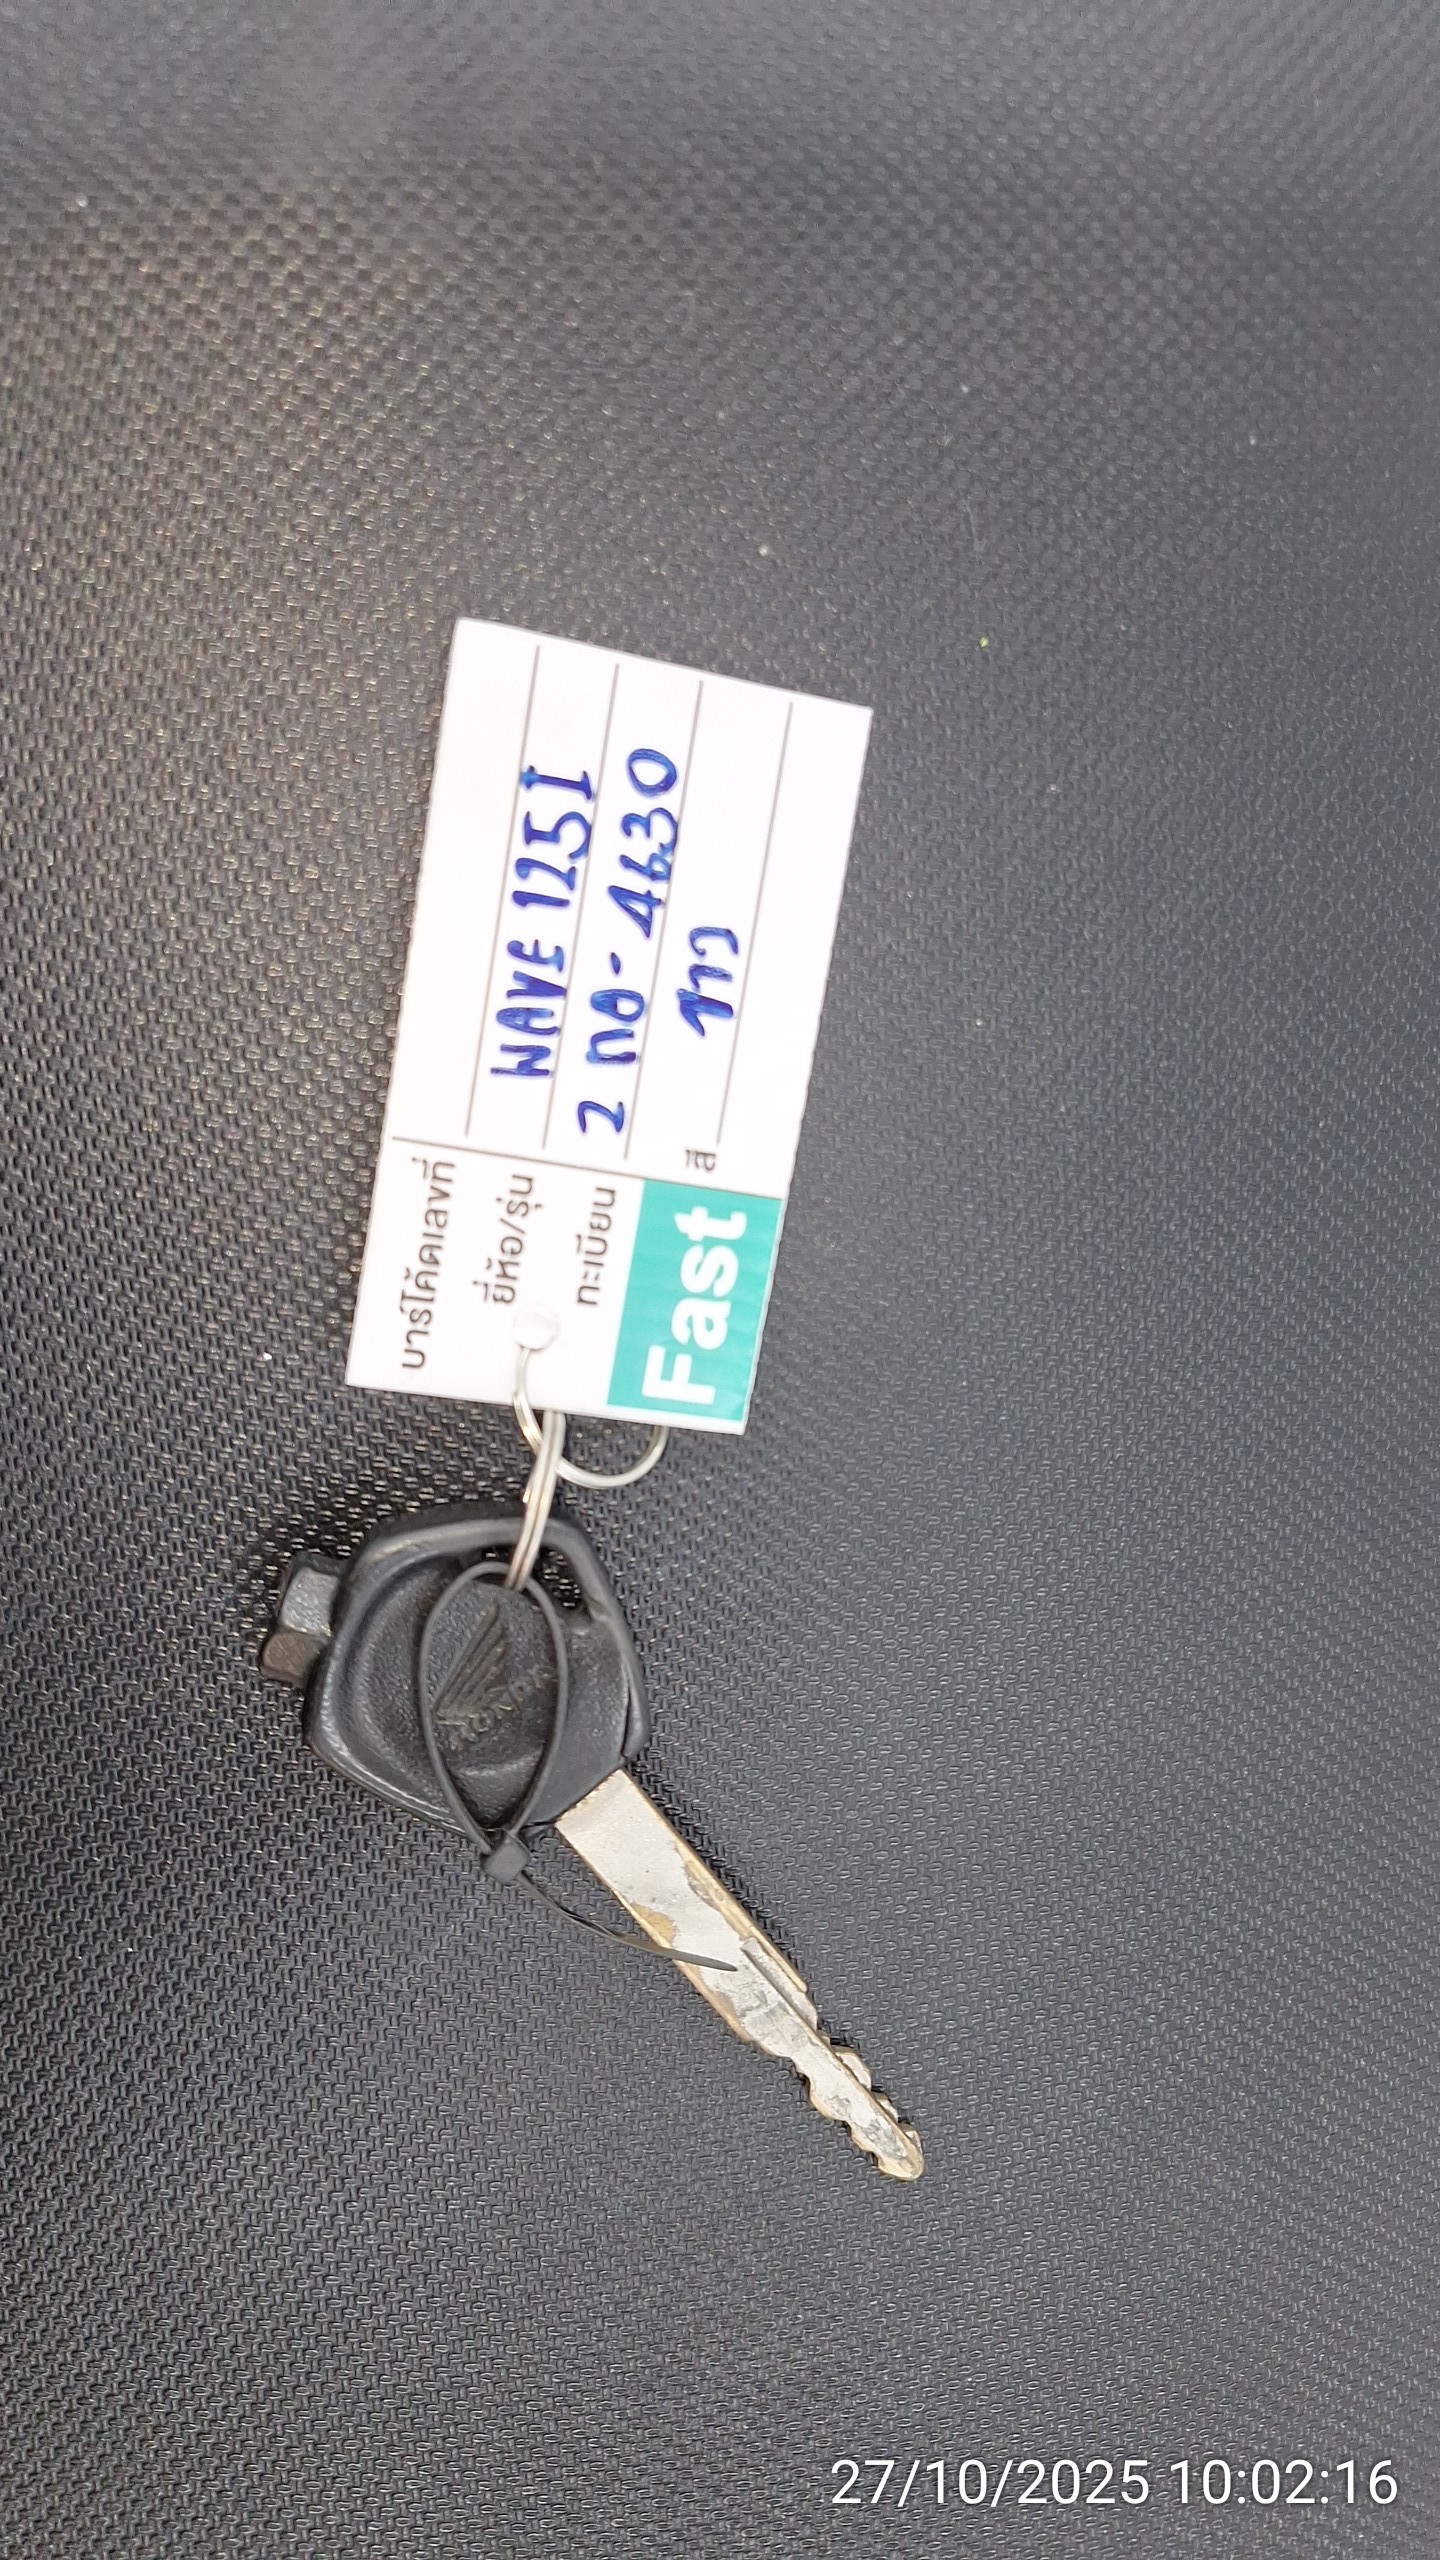 บาร์โค้ดเลขที่
ยี่ห้อ/รุ่น WAVE 125I
ทะเบียน 2 กอ - 4630
Fast สี ขาว
HONDA
27/10/2025 10:02:16